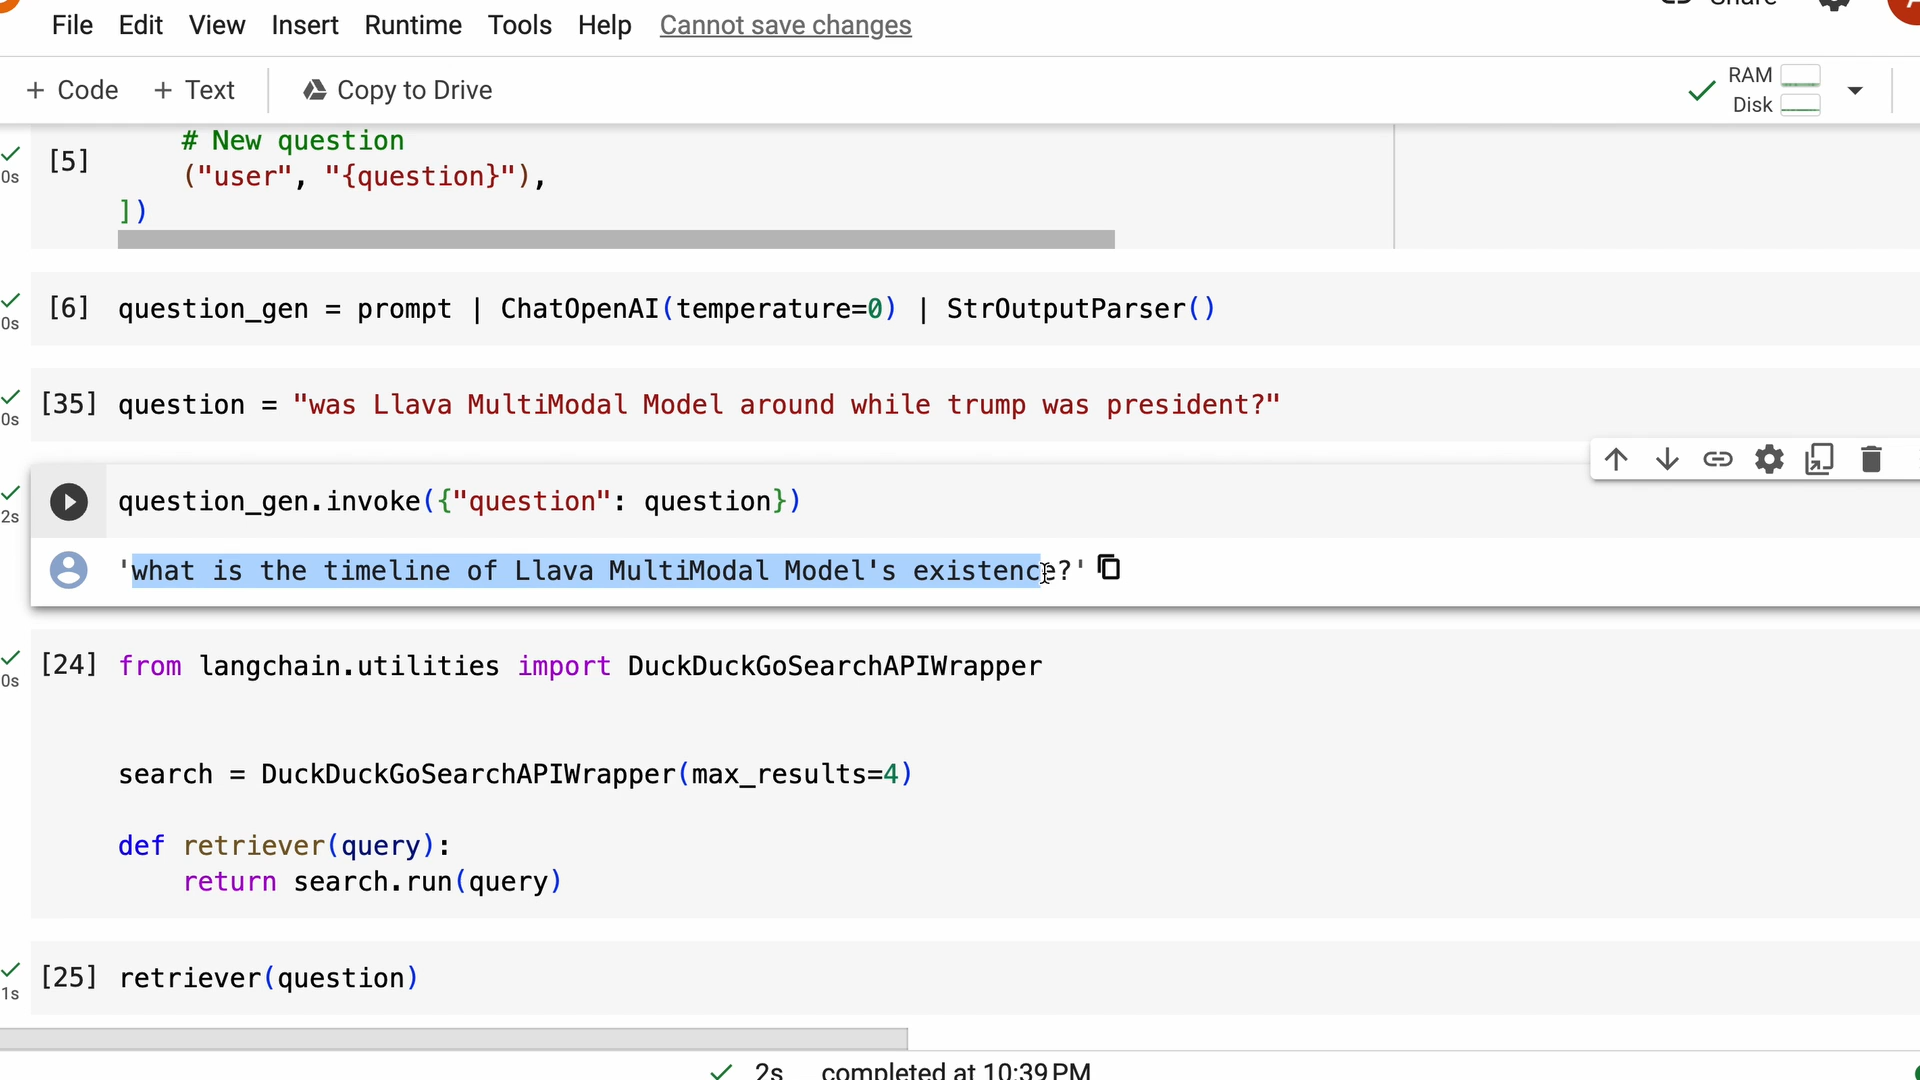 Share
File Edit View Insert Runtime Tools Help Cannot save changes
+ Code + Text Copy to Drive
RAM
Disk
# New question
[5]
0s
("user", "{question}"),
])
[6] question_gen = prompt | ChatOpenAI(temperature=0) | StrOutputParser()
0s
[35] question = "was Llava MultiModal Model around while trump was president?"
0s
question_gen.invoke({"question": question})
2s
'what is the timeline of Llava MultiModal Model's existence?'
[24] from langchain.utilities import DuckDuckGoSearchAPIWrapper
0s
search = DuckDuckGoSearchAPIWrapper(max_results=4)
def retriever(query):
return search.run(query)
[25] retriever(question)
1s
2s completed at 10:39 PM